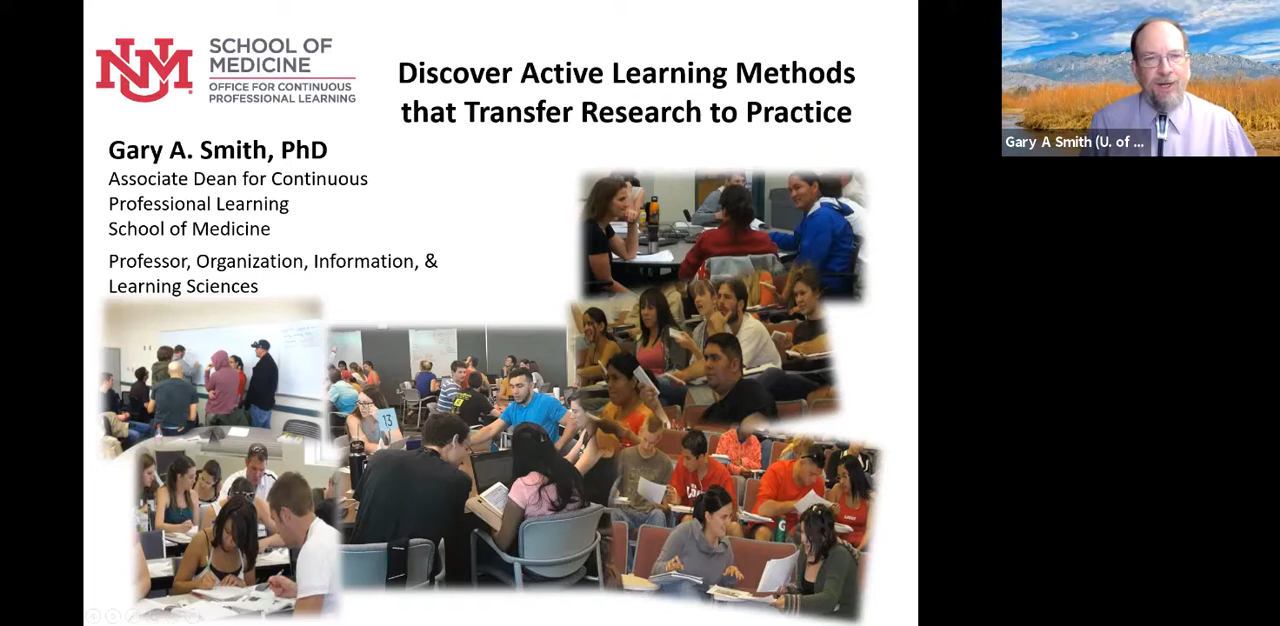 UNM
SCHOOL OF
MEDICINE
OFFICE FOR CONTINUOUS
PROFESSIONAL LEARNING
Discover Active Learning Methods
that Transfer Research to Practice
Gary A. Smith, PhD
Associate Dean for Continuous
Professional Learning
School of Medicine
Professor, Organization, Information, &
Learning Sciences
13
Gary A Smith (U. of ...